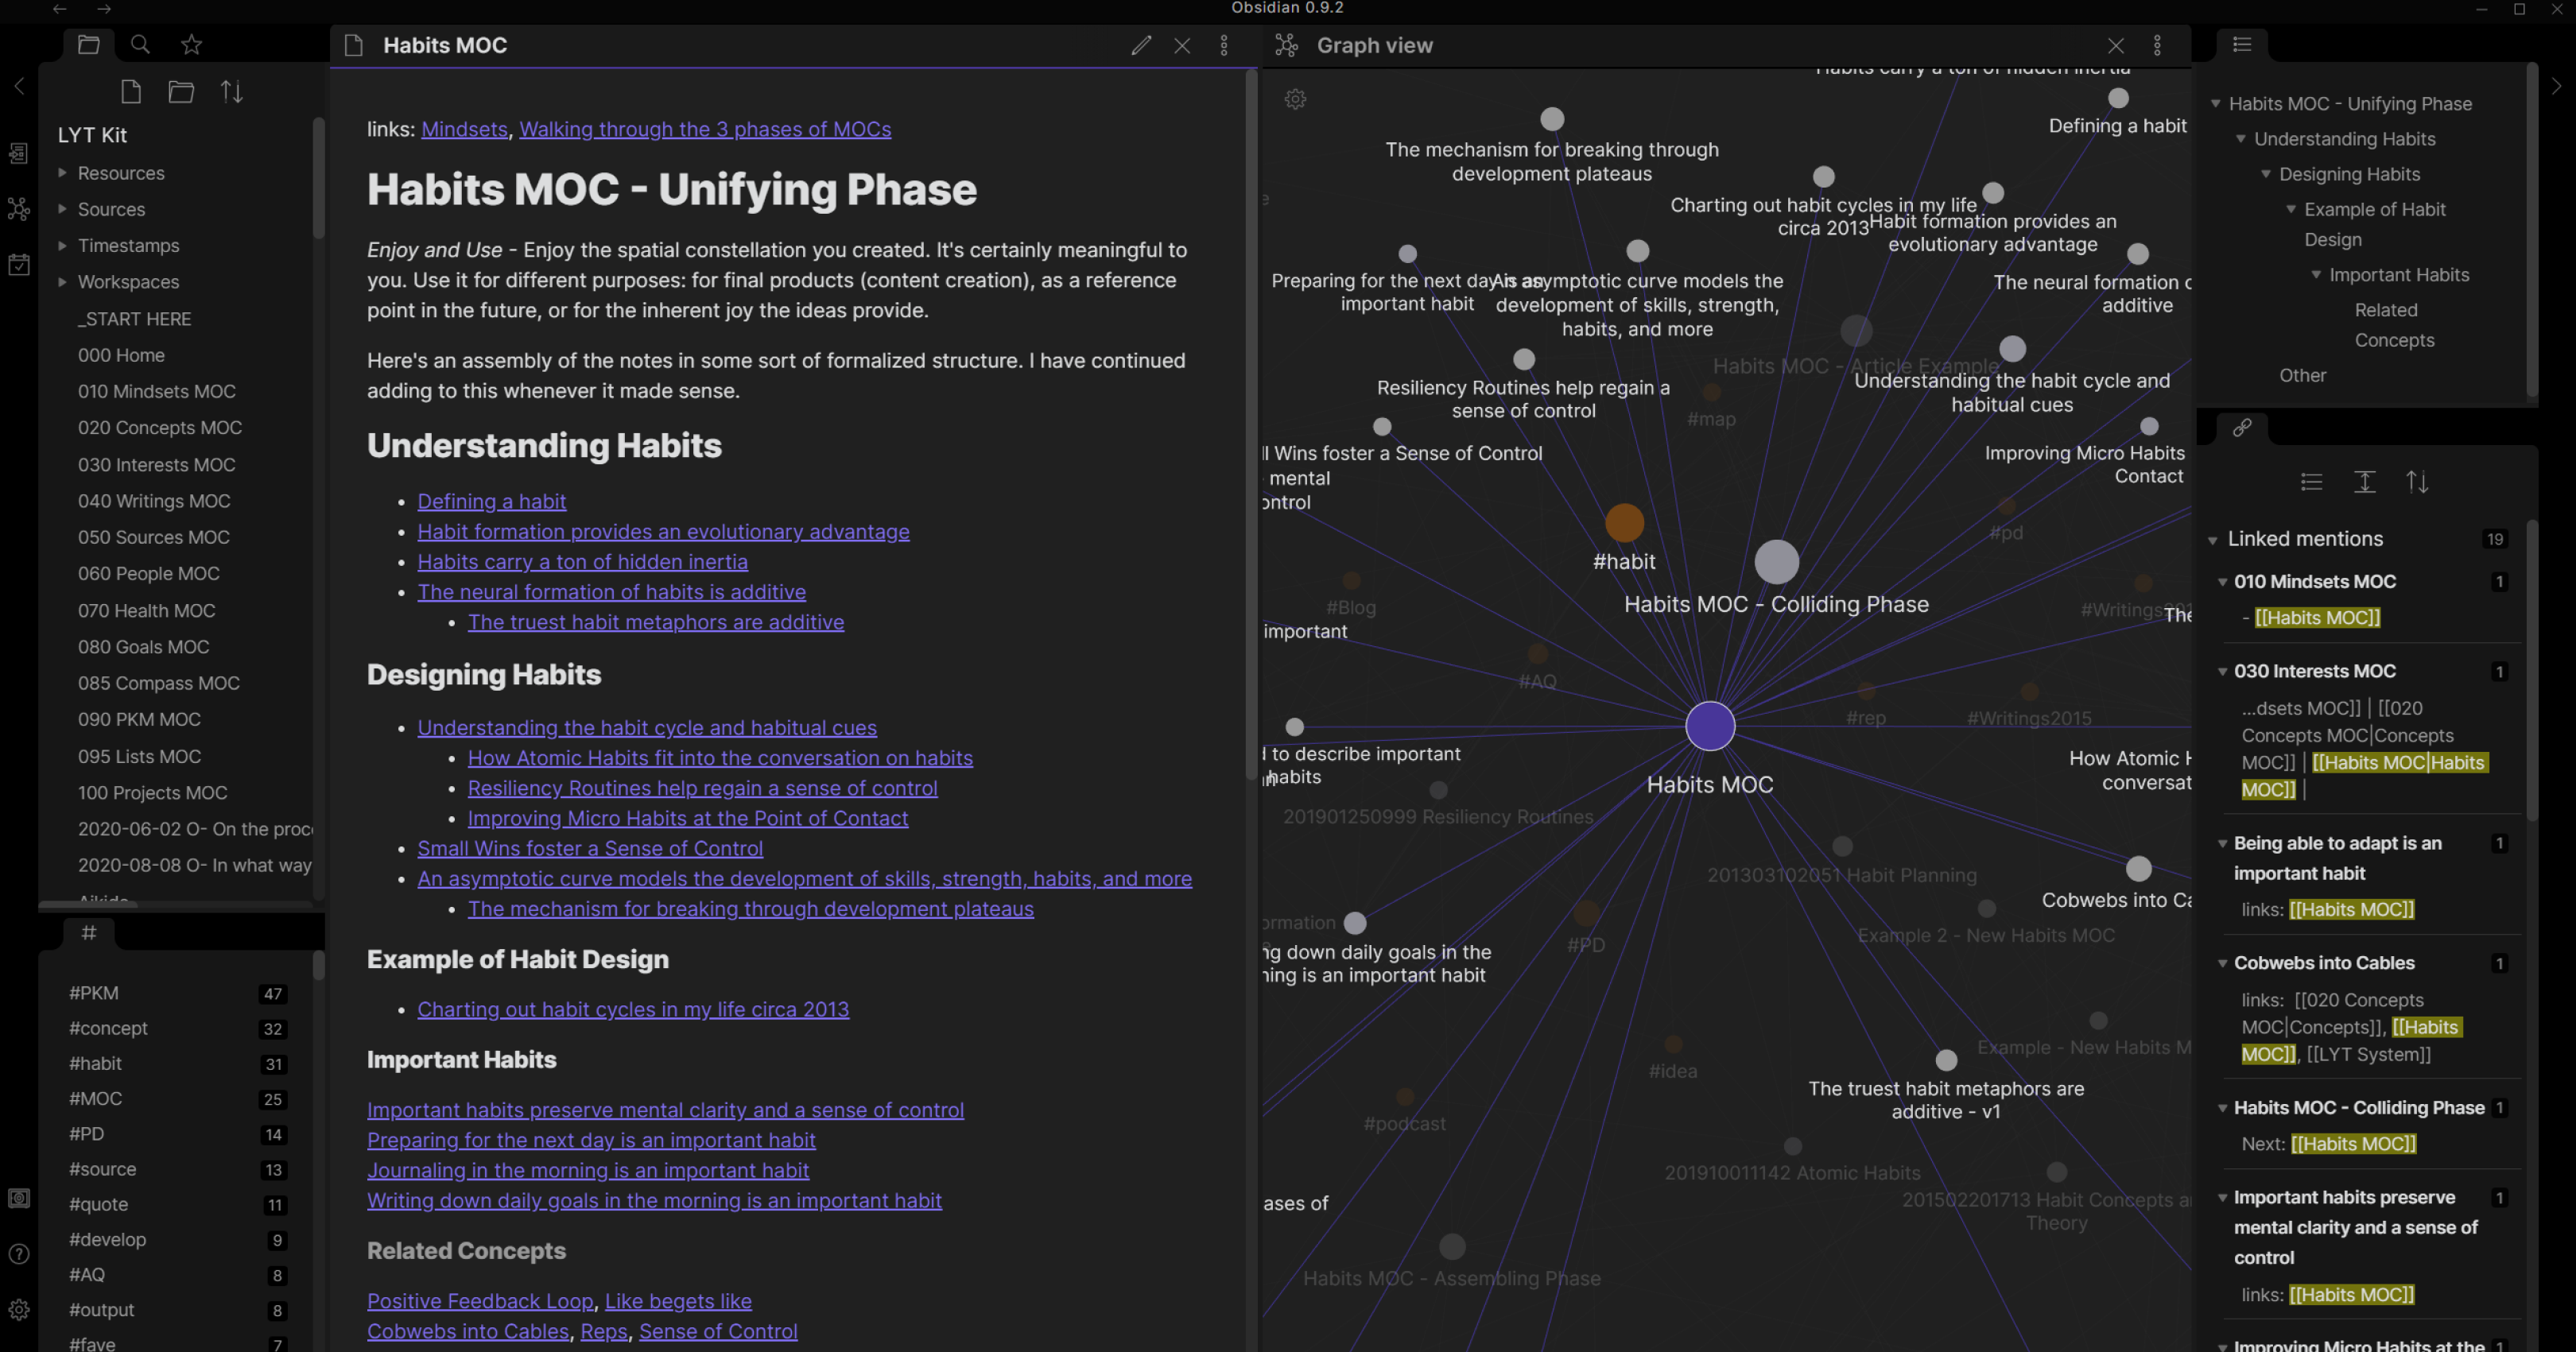 Obsidian 0.9.2
LYT Kit
Resources
Sources
Timestamps
Workspaces
_START HERE
000 Home
010 Mindsets MOC
020 Concepts MOC
030 Interests MOC
040 Writings MOC
050 Sources MOC
060 People MOC
070 Health MOC
080 Goals MOC
085 Compass MOC
090 PKM MOC
095 Lists MOC
100 Projects MOC
2020-06-02 O- On the proc
2020-08-08 O- In what way
#
#PKM 47
#concept 32
#habit 31
#MOC 25
#PD 14
#source 13
#quote 11
#develop 9
#AQ 8
#output 8
#fave 7
Habits MOC
links: Mindsets, Walking through the 3 phases of MOCs
Habits MOC - Unifying Phase
Enjoy and Use - Enjoy the spatial constellation you created. It's certainly meaningful to
you. Use it for different purposes: for final products (content creation), as a reference
point in the future, or for the inherent joy the ideas provide.
Here's an assembly of the notes in some sort of formalized structure. I have continued
adding to this whenever it made sense.
Understanding Habits
• Defining a habit
• Habit formation provides an evolutionary advantage
• Habits carry a ton of hidden inertia
• The neural formation of habits is additive
• The truest habit metaphors are additive
Designing Habits
• Understanding the habit cycle and habitual cues
• How Atomic Habits fit into the conversation on habits
• Resiliency Routines help regain a sense of control
• Improving Micro Habits at the Point of Contact
• Small Wins foster a Sense of Control
• An asymptotic curve models the development of skills, strength, habits, and more
• The mechanism for breaking through development plateaus
Example of Habit Design
• Charting out habit cycles in my life circa 2013
Important Habits
Important habits preserve mental clarity and a sense of control
Preparing for the next day is an important habit
Journaling in the morning is an important habit
Writing down daily goals in the morning is an important habit
Related Concepts
Positive Feedback Loop, Like begets like
Cobwebs into Cables, Reps, Sense of Control
Graph view
Habits carry a ton of hidden inertia
Defining a habit
The mechanism for breaking through
development plateaus
Charting out habit cycles in my life
circa 2013
Habit formation provides an
evolutionary advantage
Preparing for the next day is an
important habit
An asymptotic curve models the
development of skills, strength,
habits, and more
The neural formation o
additive
Habits MOC - Article Example
Resiliency Routines help regain a
sense of control
Understanding the habit cycle and
habitual cues
#map
ll Wins foster a Sense of Control
mental
ontrol
Improving Micro Habits
Contact
#pd
#habit
Habits MOC - Colliding Phase
#Blog
#Writings201
The
important
#AQ
#rep
#Writings2015
d to describe important
habits
Habits MOC
How Atomic H
conversat
201901250999 Resiliency Routines
201303102051 Habit Planning
Cobwebs into Ca
ormation
ng down daily goals in the
ning is an important habit
#PD
Example 2 - New Habits MOC
Example - New Habits M
#idea
The truest habit metaphors are
additive - v1
#podcast
201910011142 Atomic Habits
201502201713 Habit Concepts a
Theory
ases of
Habits MOC - Assembling Phase
Habits MOC - Unifying Phase
Understanding Habits
Designing Habits
Example of Habit
Design
Important Habits
Related
Concepts
Other
Linked mentions 19
010 Mindsets MOC 1
- [[Habits MOC]]
030 Interests MOC 1
...dsets MOC]] | [[020
Concepts MOC|Concepts
MOC]] | [[Habits MOC|Habits
MOC]] |
Being able to adapt is an 1
important habit
links: [[Habits MOC]]
Cobwebs into Cables 1
links: [[020 Concepts
MOC|Concepts]], [[Habits
MOC]], [[LYT System]]
Habits MOC - Colliding Phase 1
Next: [[Habits MOC]]
Important habits preserve 1
mental clarity and a sense of
control
links: [[Habits MOC]]
Improving Micro Habits at the 1